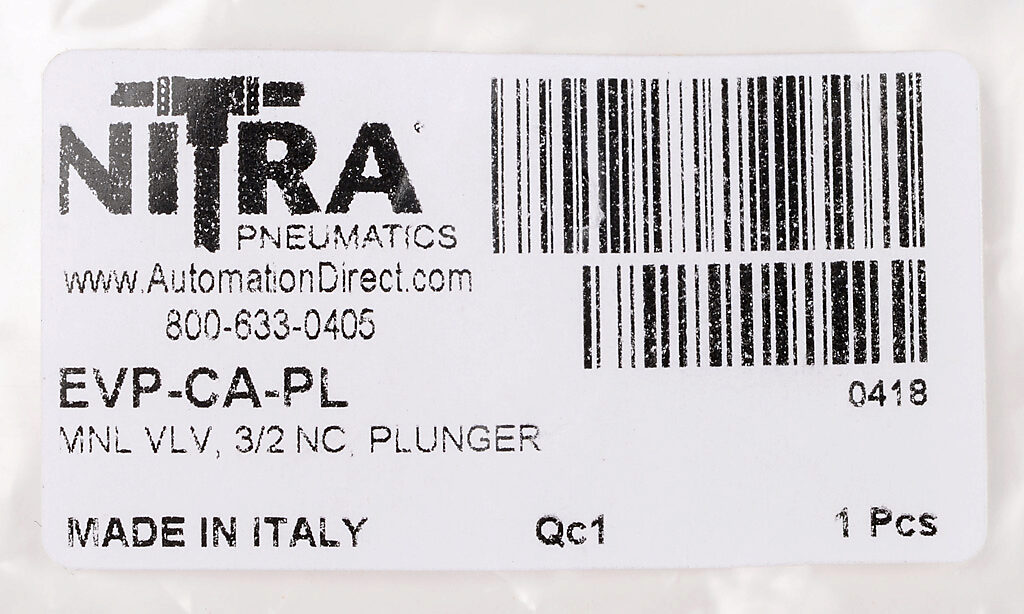 NITRA
PNEUMATICS
www.AutomationDirect.com
800-633-0405
EVP-CA-PL
MNL VLV, 3/2 NC, PLUNGER
0418
MADE IN ITALY
Qc1
1 Pcs